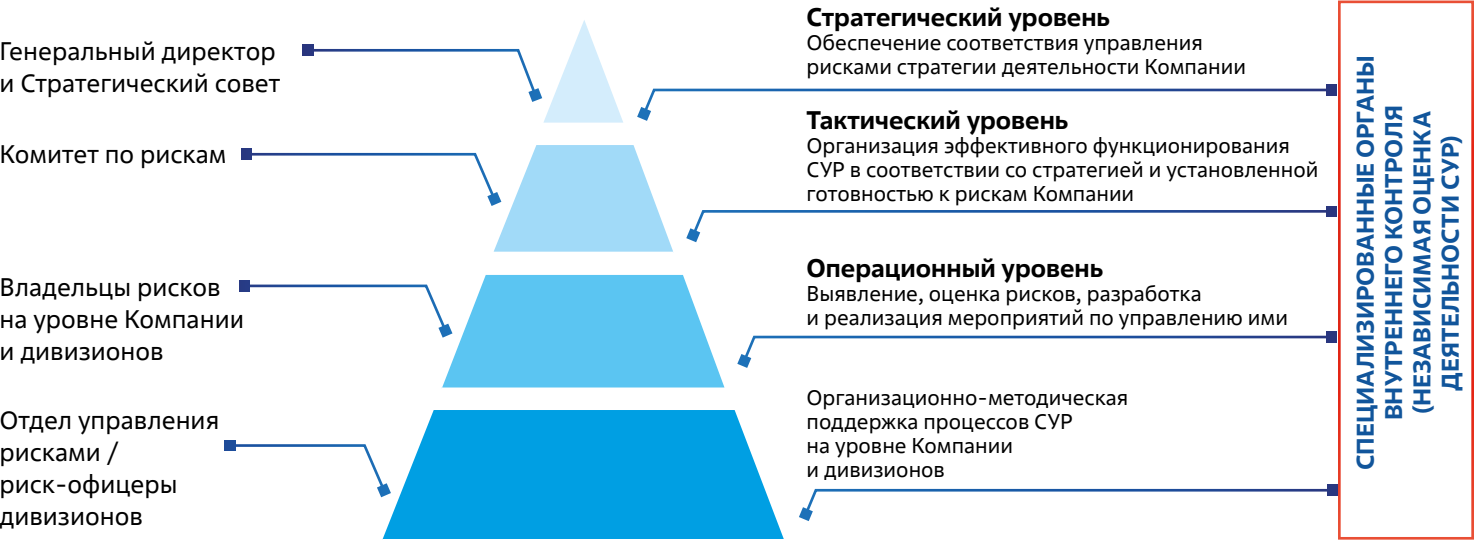 Генеральный директор
и Стратегический совет
Стратегический уровень
Обеспечение соответствия управления
рисками стратегии деятельности Компании
Комитет по рискам
Тактический уровень
Организация эффективного функционирования
СУР в соответствии со стратегией и установленной
готовностью к рискам Компании
Владельцы рисков
на уровне Компании
и дивизионов
Операционный уровень
Выявление, оценка рисков, разработка
и реализация мероприятий по управлению ими
Отдел управления
рисками /
риск-офицеры
дивизионов
Организационно-методическая
поддержка процессов СУР
на уровне Компании
и дивизионов
СПЕЦИАЛИЗИРОВАННЫЕ ОРГАНЫ
ВНУТРЕННЕГО КОНТРОЛЯ
(НЕЗАВИСИМАЯ ОЦЕНКА
ДЕЯТЕЛЬНОСТИ СУР)